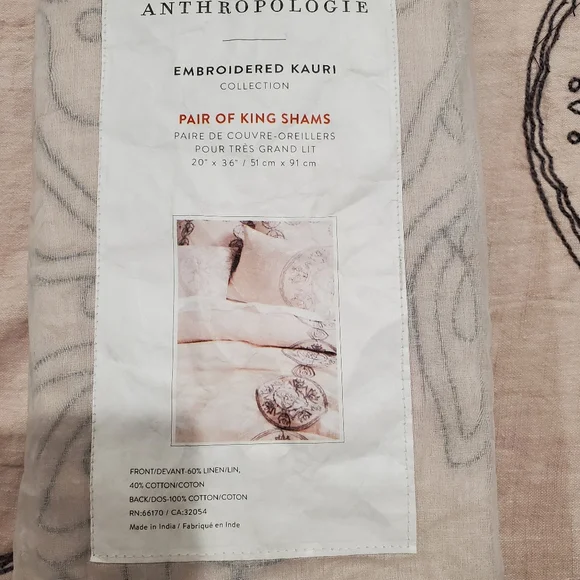 ANTHROPOLOGIE
EMBROIDERED KAURI
COLLECTION
PAIR OF KING SHAMS
PAIRE DE COUVRE-OREILLERS
POUR TRÈS GRAND LIT
20" x 36" / 51 cm x 91 cm
FRONT/DEVANT-60% LINEN/LIN,
40% COTTON/COTON
BACK/DOS-100% COTTON/COTON
RN:66170 / CA:32054
Made in India / Fabriqué en Inde